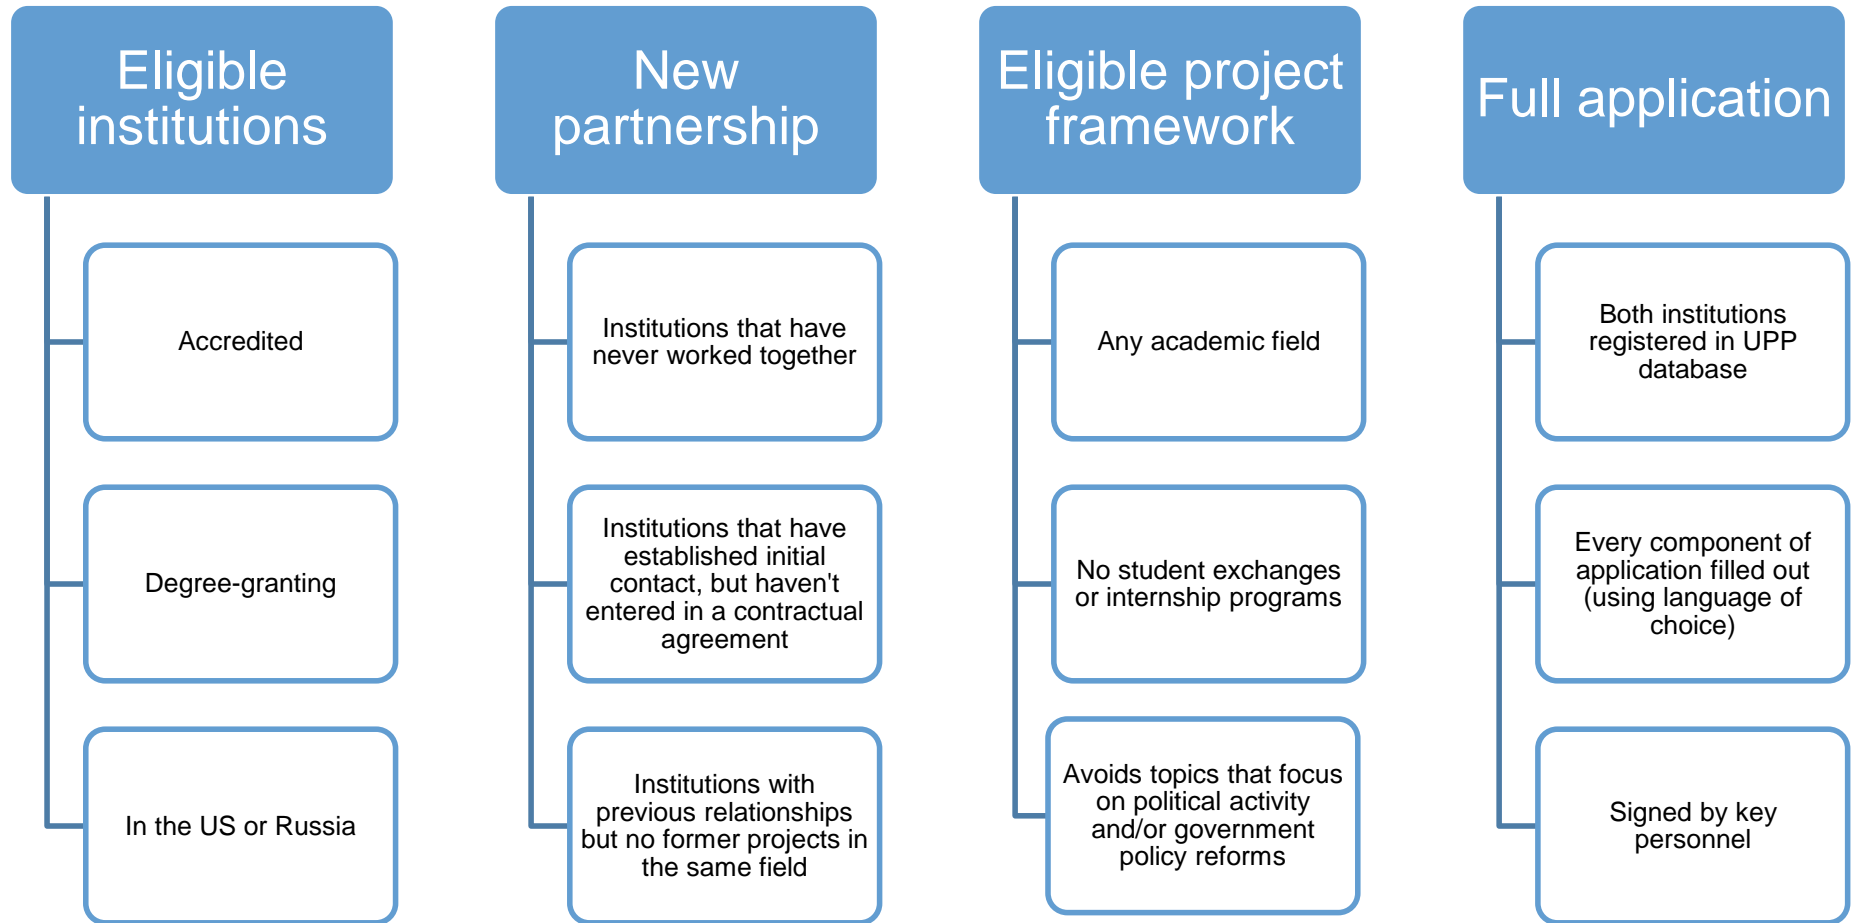 Eligible
institutions
Accredited
Degree-granting
In the US or Russia
New
partnership
Institutions that have
never worked together
Institutions that have
established initial
contact, but haven't
entered in a contractual
agreement
Institutions with
previous relationships
but no former projects in
the same field
Eligible project
framework
Any academic field
No student exchanges
or internship programs
Avoids topics that focus
on political activity
and/or government
policy reforms
Full application
Both institutions
registered in UPP
database
Every component of
application filled out
(using language of
choice)
Signed by key
personnel